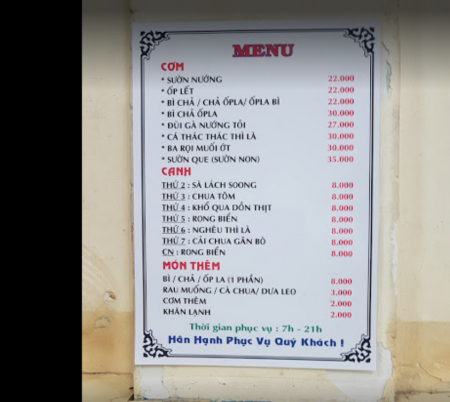 MENU
CƠM
* SƯỜN NƯỚNG 22.000
* ỐP LẾT 22.000
* BÌ CHẢ / CHẢ ỐPLA/ ỐPLA BÌ 22.000
* BÌ CHẢ ỐPLA 30.000
* ĐÙI GÀ NƯỚNG TỎI 27.000
* CÁ THÁC THÁC THÌ LÀ 30.000
* BA RỌI MUỐI ỚT 30.000
* SƯỜN QUE (SƯỜN NON) 35.000
CANH
THỨ 2 : SÀ LÁCH SOONG 8.000
THỨ 3 : CHUA TÔM 8.000
THỨ 4 : KHỔ QUA DỒN THỊT 8.000
THỨ 5 : RONG BIỂN 8.000
THỨ 6 : NGHÊU THÌ LÀ 8.000
THỨ 7 : CẢI CHUA GÂN BÒ 8.000
CN : RONG BIỂN 8.000
MÓN THÊM
BÌ / CHẢ / ỐP LA (1 PHẦN) 8.000
RAU MUỐNG / CÀ CHUA/ DƯA LEO 3.000
CƠM THÊM 2.000
KHĂN LẠNH 2.000
Thời gian phục vụ : 7h - 21h
Hân Hạnh Phục Vụ Quý Khách !